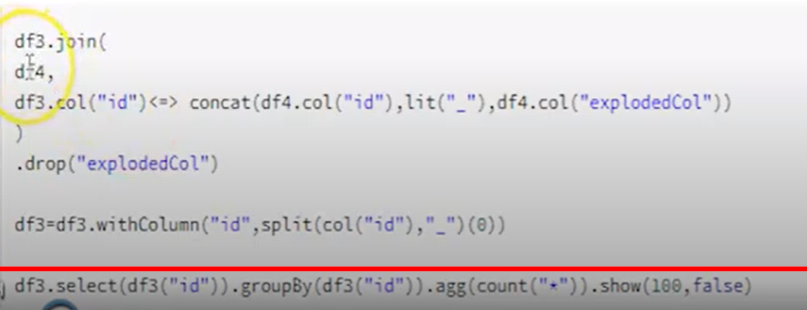 df3.join(
df4,
df3.col("id")<=> concat(df4.col("id"),lit("_"),df4.col("explodedCol"))
)
.drop("explodedCol")
df3=df3.withColumn("id",split(col("id"),"_")(0))
df3.select(df3("id")).groupBy(df3("id")).agg(count("*")).show(100,false)